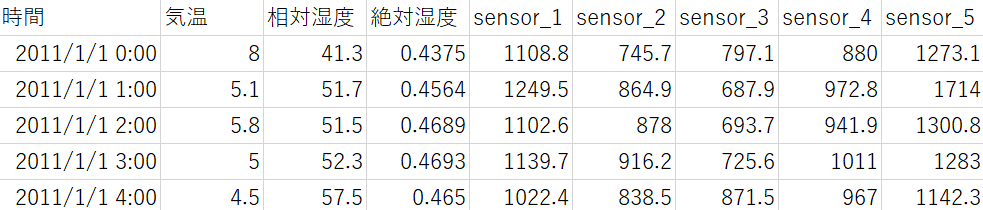 時間 気温 相対湿度 絶対湿度 sensor_1 sensor_2 sensor_3 sensor_4 sensor_5
2011/1/1 0:00 8 41.3 0.4375 1108.8 745.7 797.1 880 1273.1
2011/1/1 1:00 5.1 51.7 0.4564 1249.5 864.9 687.9 972.8 1714
2011/1/1 2:00 5.8 51.5 0.4689 1102.6 878 693.7 941.9 1300.8
2011/1/1 3:00 5 52.3 0.4693 1139.7 916.2 725.6 1011 1283
2011/1/1 4:00 4.5 57.5 0.465 1022.4 838.5 871.5 967 1142.3